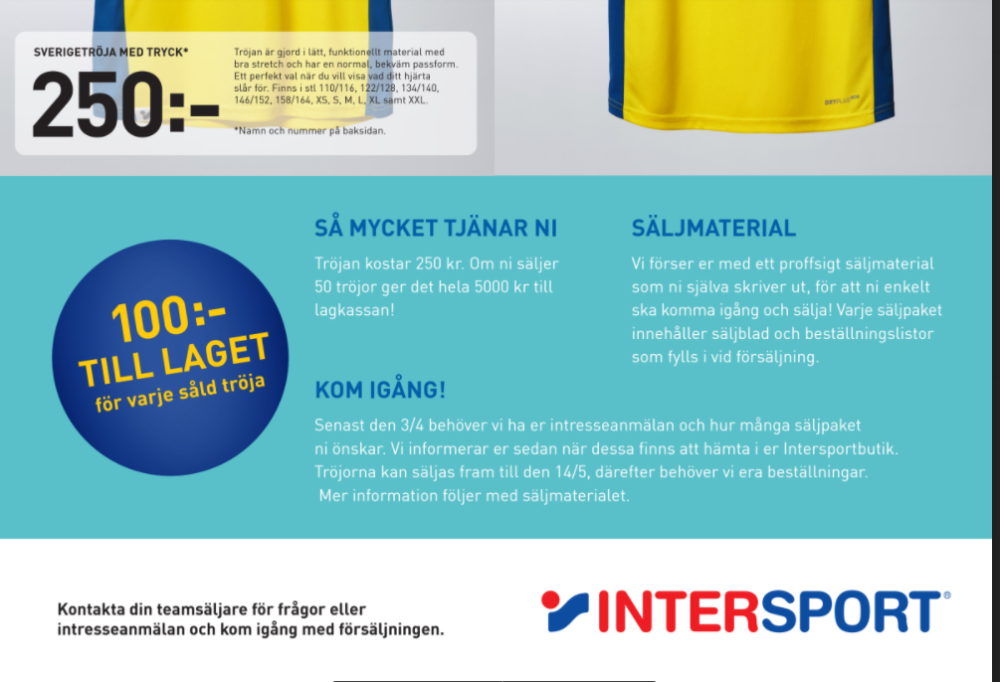 SVERIGETRÖJA MED TRYCK*
250:-
Tröjan är gjord i lätt, funktionellt material med
bra stretch och har en normal, bekväm passform.
Ett perfekt val när du vill visa vad ditt hjärta
slår för. Finns i stl 110/116, 122/128, 134/140,
146/152, 158/164, XS, S, M, L, XL samt XXL.
*Namn och nummer på baksidan.
DRYPLUS
100:-
TILL LAGET
för varje såld tröja
SÅ MYCKET TJÄNAR NI
Tröjan kostar 250 kr. Om ni säljer
50 tröjor ger det hela 5000 kr till
lagkassan!
SÄLJMATERIAL
Vi förser er med ett proffsigt säljmaterial
som ni själva skriver ut, för att ni enkelt
ska komma igång och sälja! Varje säljpaket
innehåller säljblad och beställningslistor
som fylls i vid försäljning.
KOM IGÅNG!
Senast den 3/4 behöver vi ha er intresseanmälan och hur många säljpaket
ni önskar. Vi informerar er sedan när dessa finns att hämta i er Intersportbutik.
Tröjorna kan säljas fram till den 14/5, därefter behöver vi era beställningar.
Mer information följer med säljmaterialet.
Kontakta din teamsäljare för frågor eller
intresseanmälan och kom igång med försäljningen.
INTERSPORT®